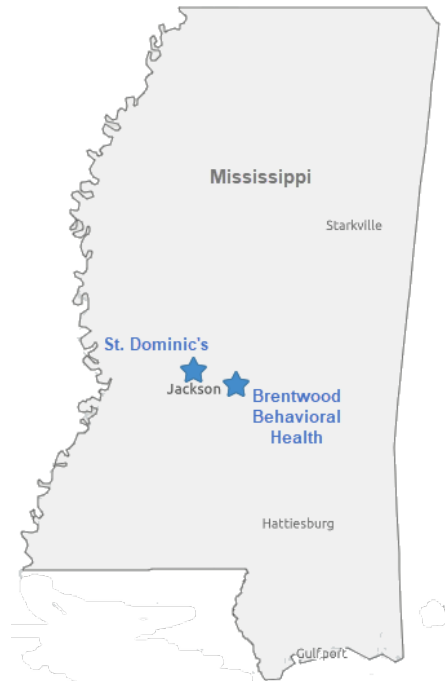 Mississippi
Starkville
St. Dominic's
Jackson
Brentwood
Behavioral
Health
Hattiesburg
Gulfport